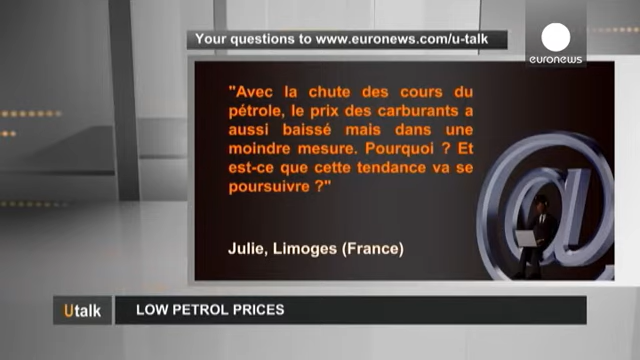 Your questions to www.euronews.com/u-talk
euronews
"Avec la chute des cours du
pétrole, le prix des carburants a
aussi baissé mais dans une
moindre mesure. Pourquoi ? Et
est-ce que cette tendance va se
poursuivre ?"
Julie, Limoges (France)
Utalk
LOW PETROL PRICES